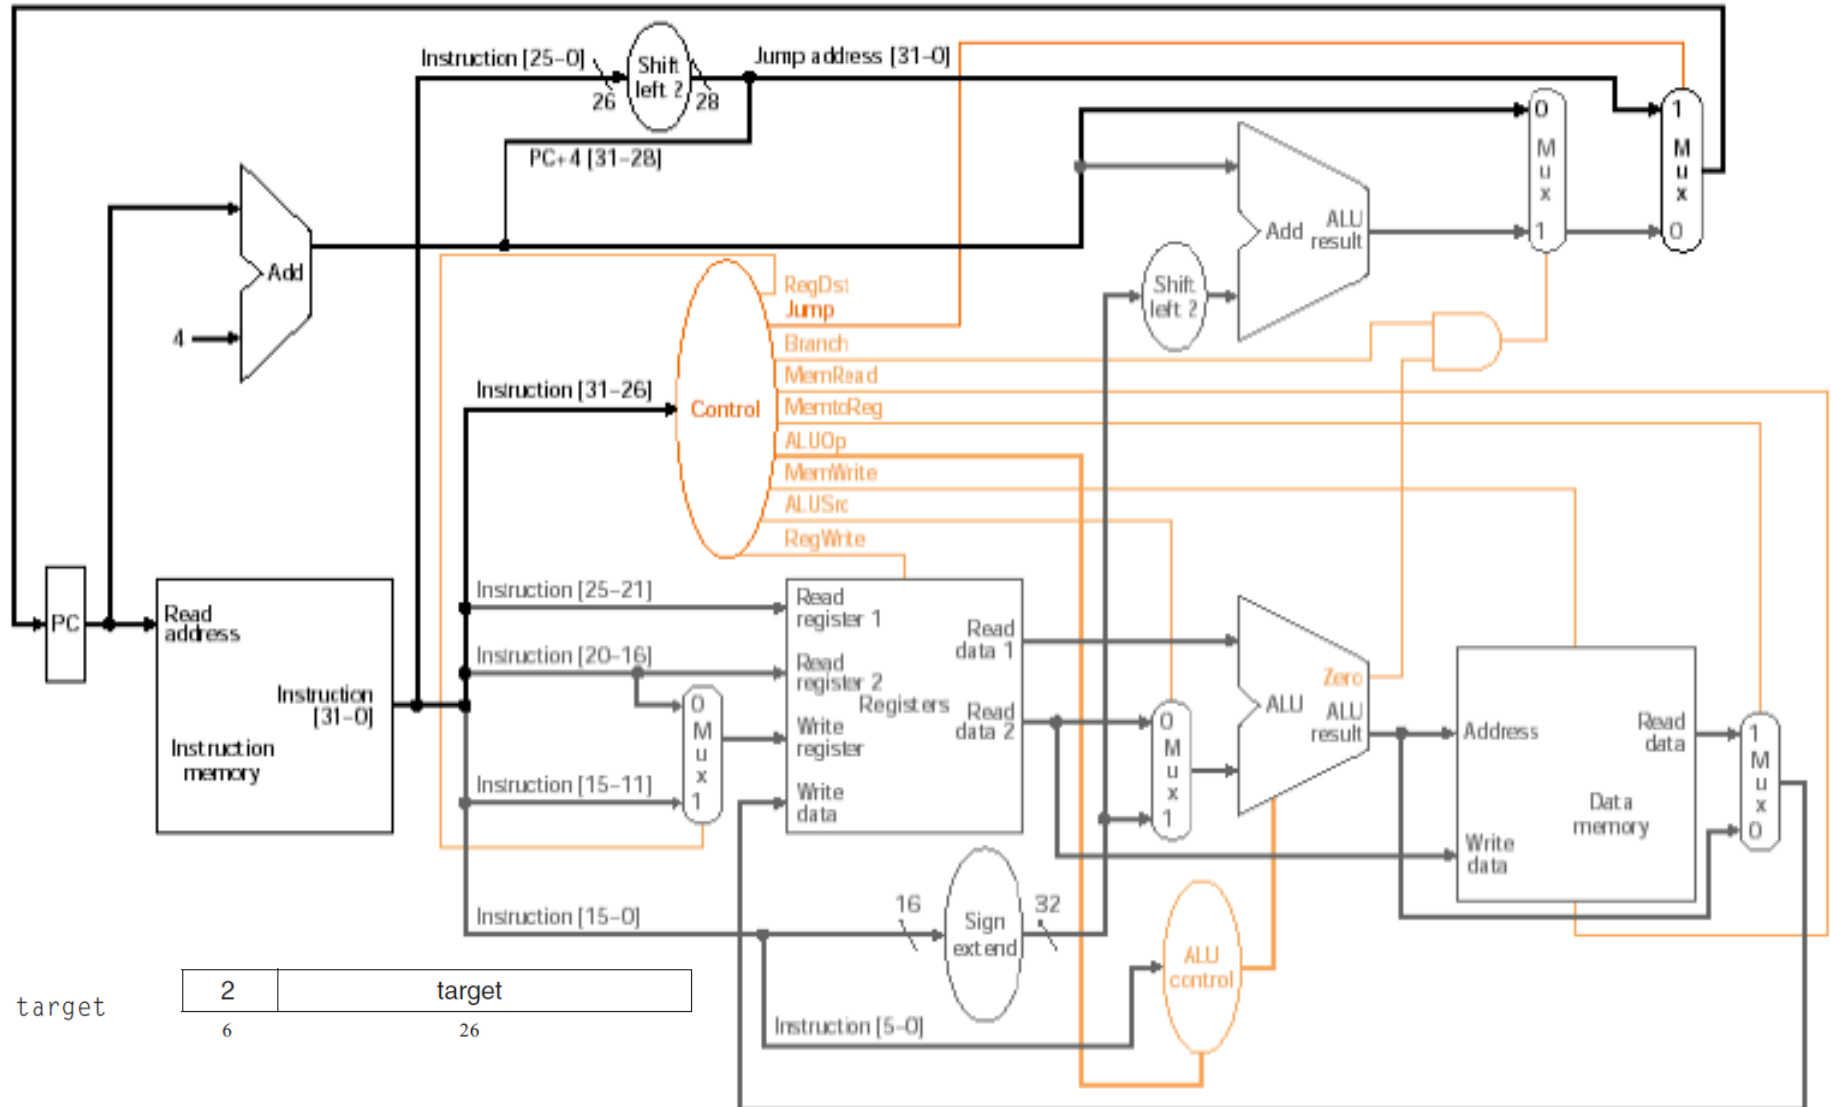 Instruction [25–0]
26
Shift
left 2
28
Jump address [31–0]
PC+4 [31–28]
Add
4
0
M
u
x
1
1
M
u
x
0
Add
ALU
result
Shift
left 2
RegDst
Jump
Branch
MemRead
MemtoReg
ALUOp
MemWrite
ALUSrc
RegWrite
Control
Instruction [31–26]
PC
Read
address
Instruction
[31–0]
Instruction
memory
Instruction [25–21]
Instruction [20–16]
Instruction [15–11]
0
M
u
x
1
Read
register 1
Read
register 2
Write
register
Write
data
Registers
Read
data 1
Read
data 2
0
M
u
x
1
Zero
ALU
ALU
result
Address
Write
data
Read
data
Data
memory
1
M
u
x
0
Instruction [15–0]
16
Sign
extend
32
ALU
control
Instruction [5–0]
target
2
target
6
26